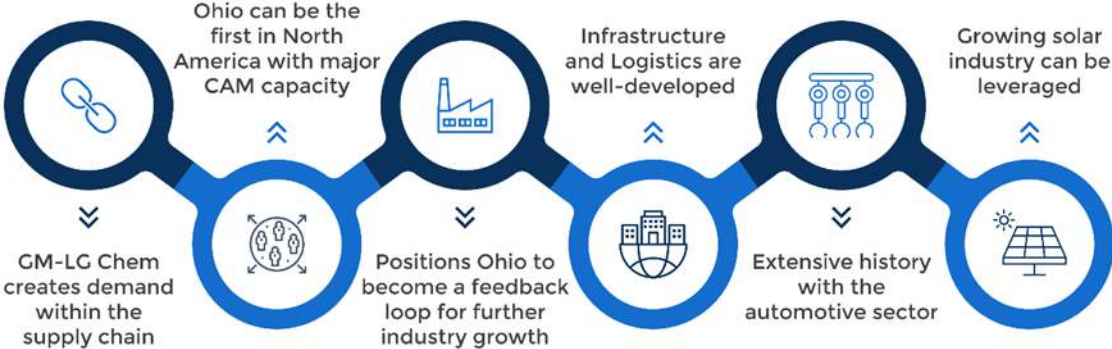 GM-LG Chem
creates demand
within the
supply chain
Ohio can be the
first in North
America with major
CAM capacity
Positions Ohio to
become a feedback
loop for further
industry growth
Infrastructure
and Logistics are
well-developed
Extensive history
with the
automotive sector
Growing solar
industry can be
leveraged